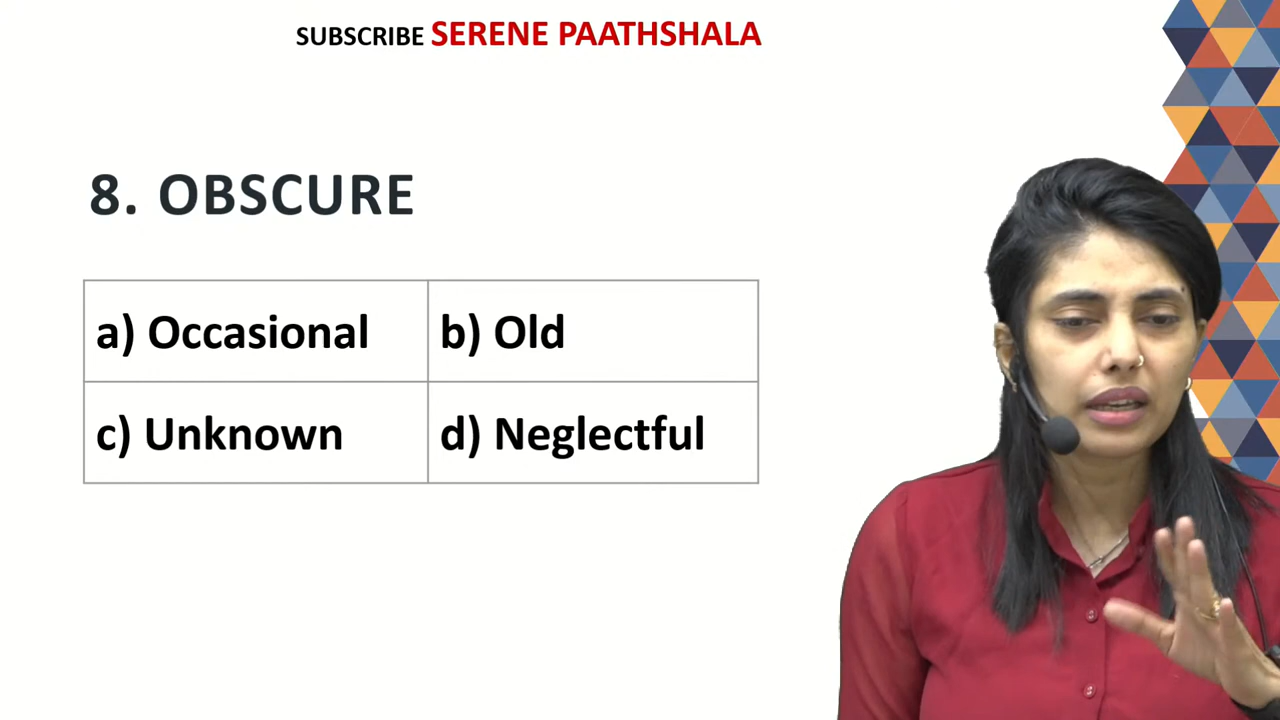 SUBSCRIBE SERENE PAATHSHALA
8. OBSCURE
a) Occasional
b) Old
c) Unknown
d) Neglectful